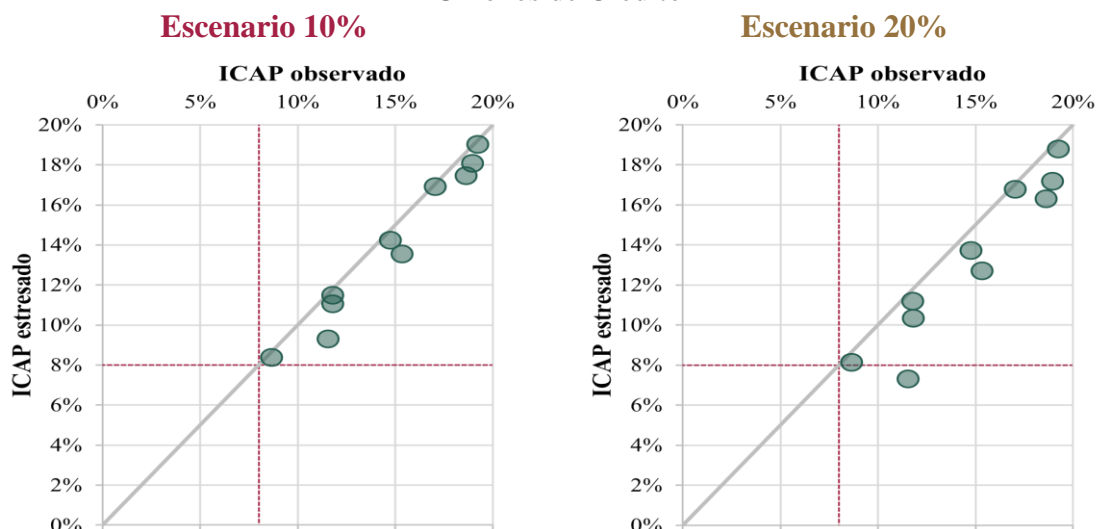 Escenario 10%
ICAP observado
0% 5% 10% 15% 20%
20%
18%
16%
14%
12%
10%
8%
6%
4%
2%
0%
ICAP estresado
Escenario 20%
ICAP observado
0% 5% 10% 15% 20%
20%
18%
16%
14%
12%
10%
8%
6%
4%
2%
0%
ICAP estresado